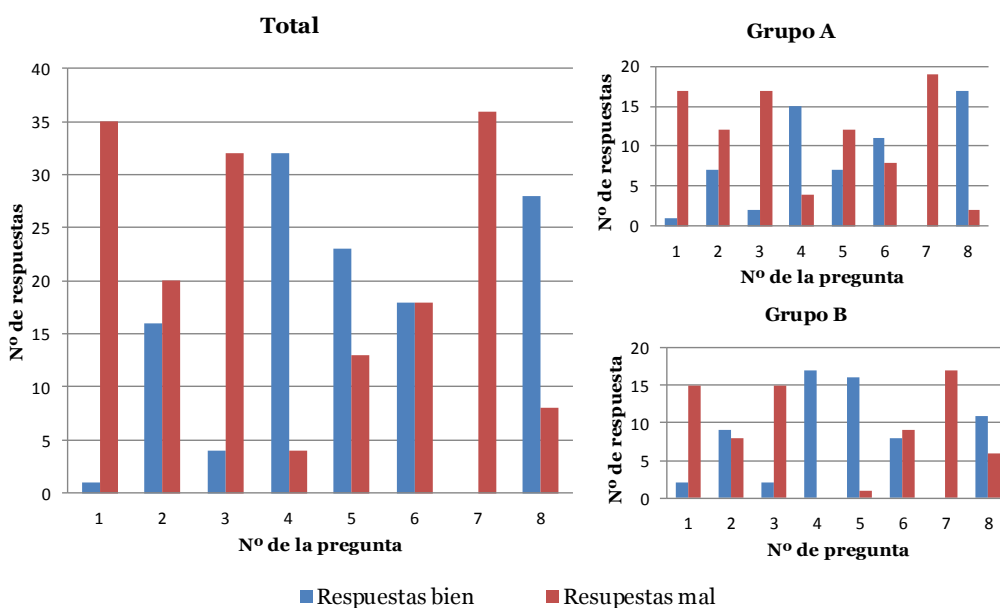 Total
Nº de respuestas
40
35
30
25
20
15
10
5
0
1 2 3 4 5 6 7 8
Nº de la pregunta
Grupo A
Nº de respuestas
20
15
10
5
0
1 2 3 4 5 6 7 8
Nº de la pregunta
Grupo B
Nº de respuesta
20
15
10
5
0
1 2 3 4 5 6 7 8
Nº de pregunta
Respuestas bien Resupestas mal